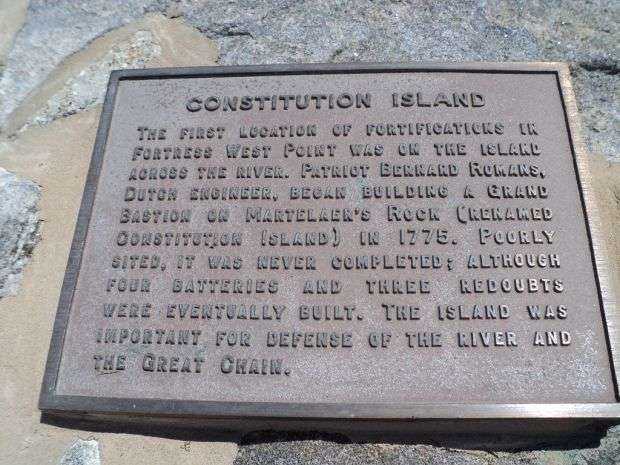 CONSTITUTION ISLAND
THE FIRST LOCATION OF FORTIFICATIONS IN
FORTRESS WEST POINT WAS ON THE ISLAND
ACROSS THE RIVER. PATRIOT BERNARD ROMANS,
DUTCH ENGINEER, BEGAN BUILDING A GRAND
BASTION ON MARTELAER'S ROCK (RENAMED
CONSTITUTION ISLAND) IN 1775. POORLY
SITED, IT WAS NEVER COMPLETED; ALTHOUGH
FOUR BATTERIES AND THREE REDOUBTS
WERE EVENTUALLY BUILT. THE ISLAND WAS
IMPORTANT FOR DEFENSE OF THE RIVER AND
THE GREAT CHAIN.